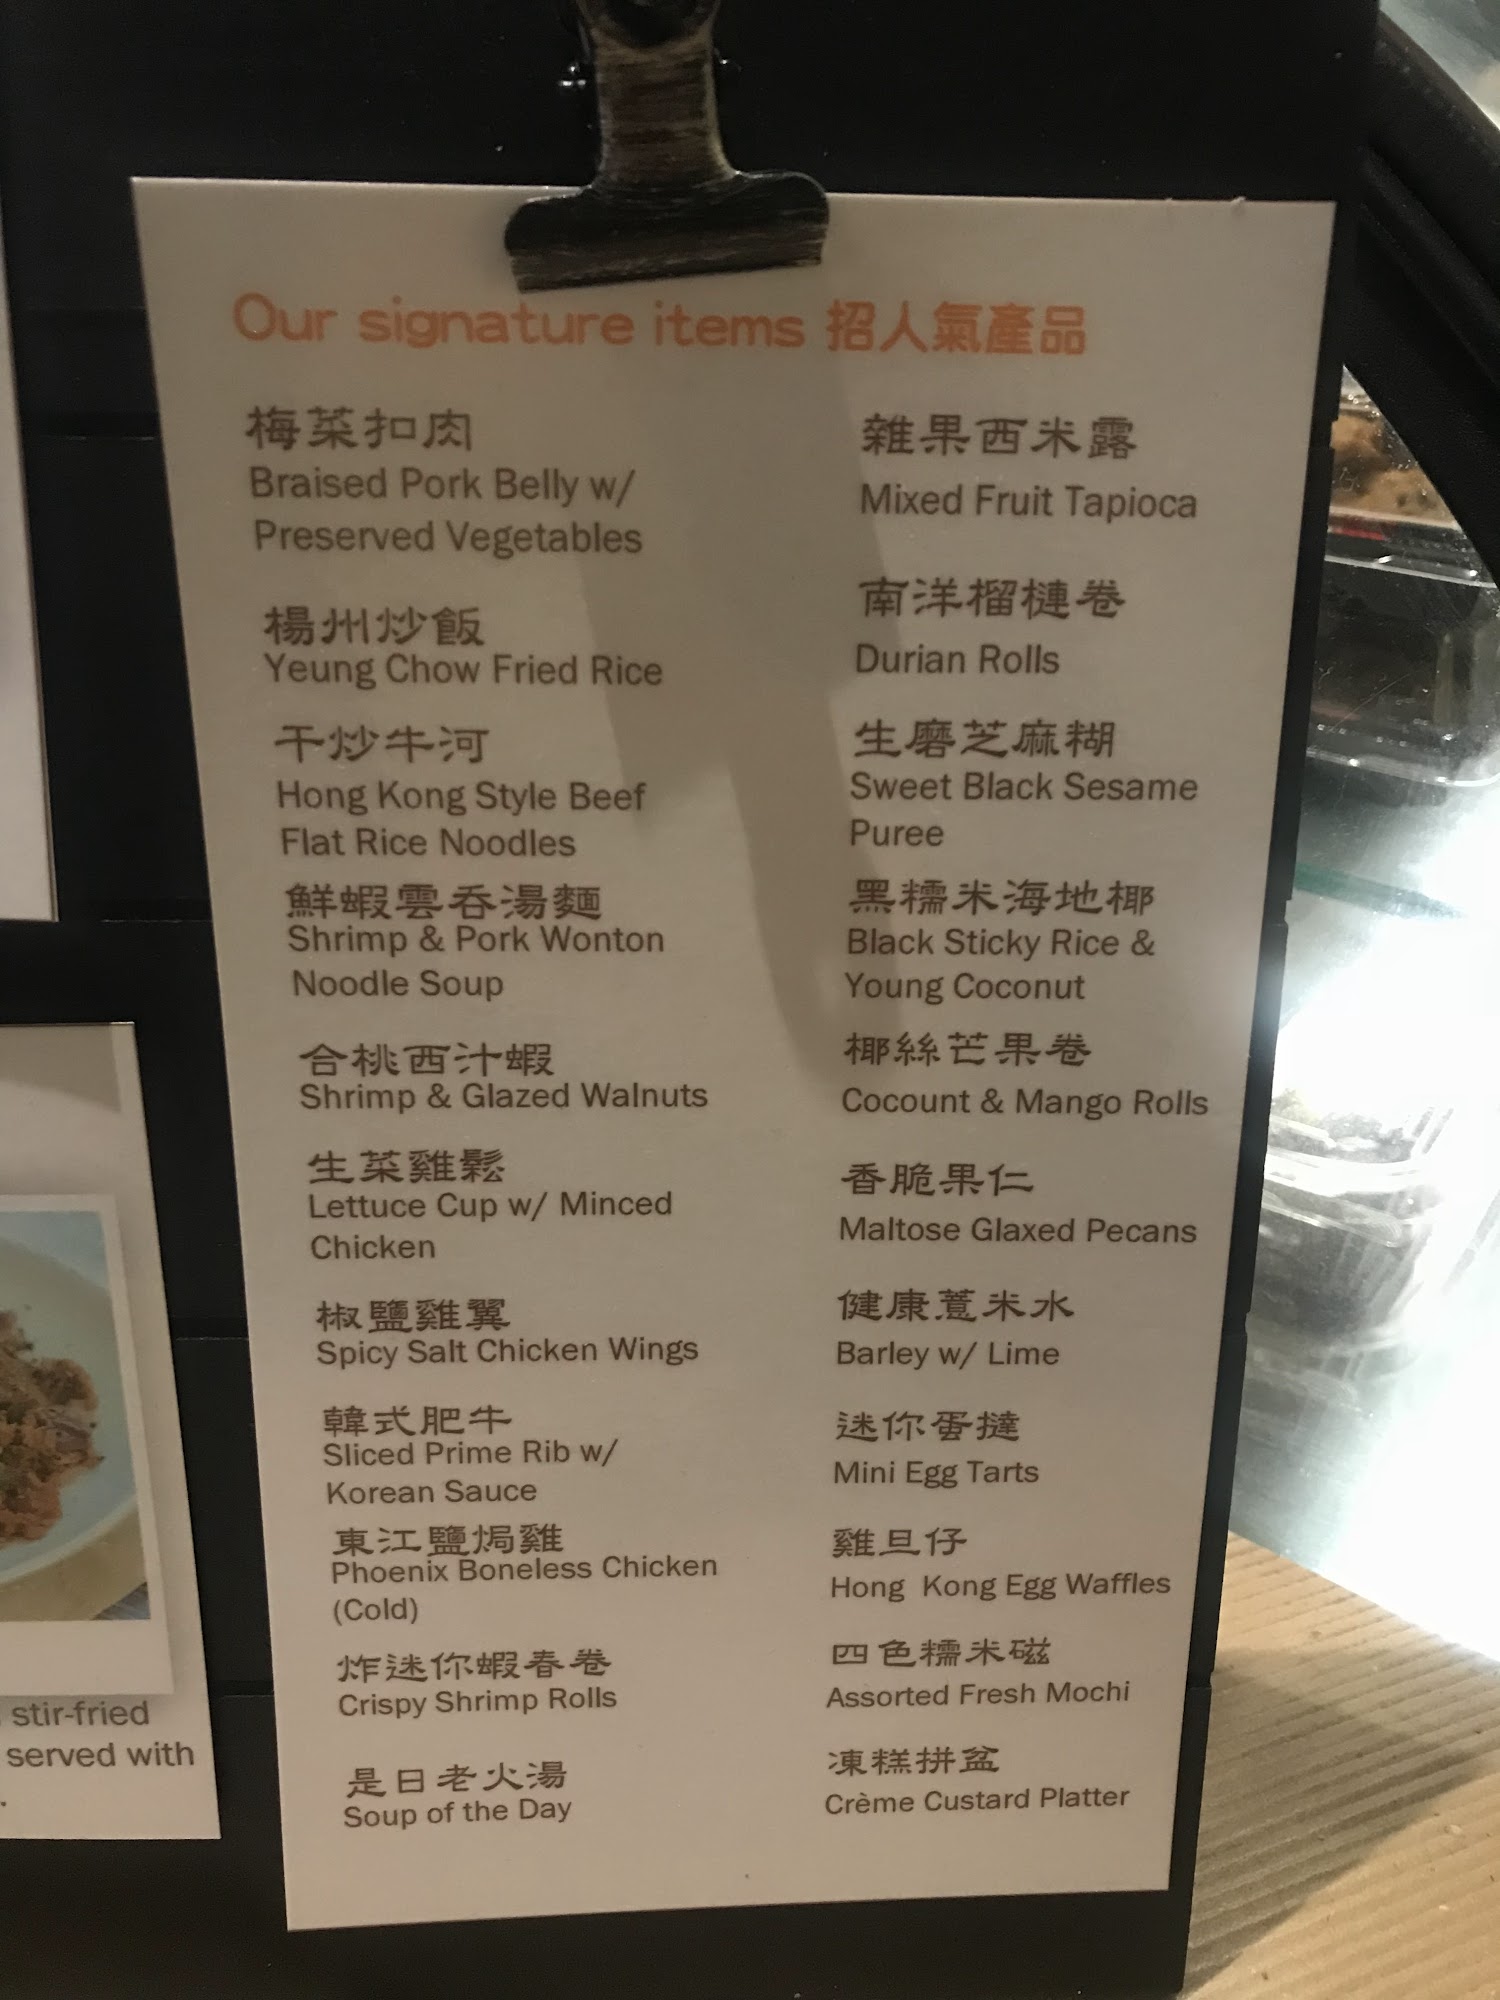 Our signature items 招人氣產品
梅菜扣肉
Braised Pork Belly w/
Preserved Vegetables
楊州炒飯
Yeung Chow Fried Rice
干炒牛河
Hong Kong Style Beef
Flat Rice Noodles
鮮蝦雲吞湯麵
Shrimp & Pork Wonton
Noodle Soup
合桃西汁蝦
Shrimp & Glazed Walnuts
生菜雞鬆
Lettuce Cup w/ Minced
Chicken
椒鹽雞翼
Spicy Salt Chicken Wings
韓式肥牛
Sliced Prime Rib w/
Korean Sauce
東江鹽焗雞
Phoenix Boneless Chicken
(Cold)
炸迷你蝦春卷
Crispy Shrimp Rolls
是日老火湯
Soup of the Day
雜果西米露
Mixed Fruit Tapioca
南洋榴槤卷
Durian Rolls
生磨芝麻糊
Sweet Black Sesame
Puree
黑糯米海地椰
Black Sticky Rice &
Young Coconut
椰絲芒果卷
Cocount & Mango Rolls
香脆果仁
Maltose Glaxed Pecans
健康薏米水
Barley w/ Lime
迷你蛋撻
Mini Egg Tarts
雞旦仔
Hong Kong Egg Waffles
四色糯米磁
Assorted Fresh Mochi
凍糕拼盆
Crème Custard Platter
stir-fried
served with